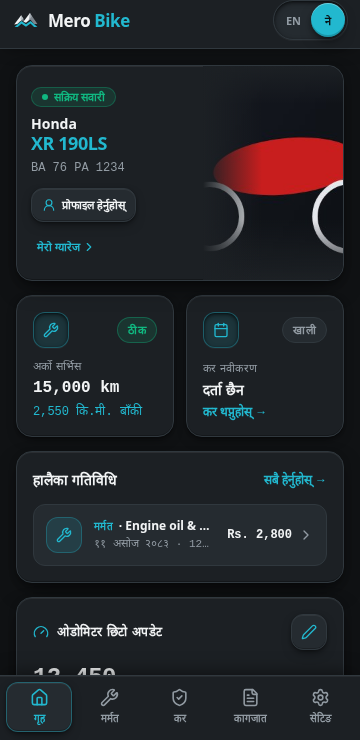 Mero Bike
EN
ने
सक्रिय सवारी
Honda
XR 190LS
BA 76 PA 1234
प्रोफाइल हेर्नुहोस्
मेरो ग्यारेज
ठीक
अर्को सर्भिस
15,000 km
2,550 कि.मी. बाँकी
खाली
कर नवीकरण
दर्ता छैन
कर थप्नुहोस् →
हालैका गतिविधि
सबै हेर्नुहोस् →
मर्मत · Engine oil & ...
११ असोज २०८३ · 12...
Rs. 2,800
ओडोमिटर छिटो अपडेट
12,450
गृह
मर्मत
कर
कागजात
सेटिङ